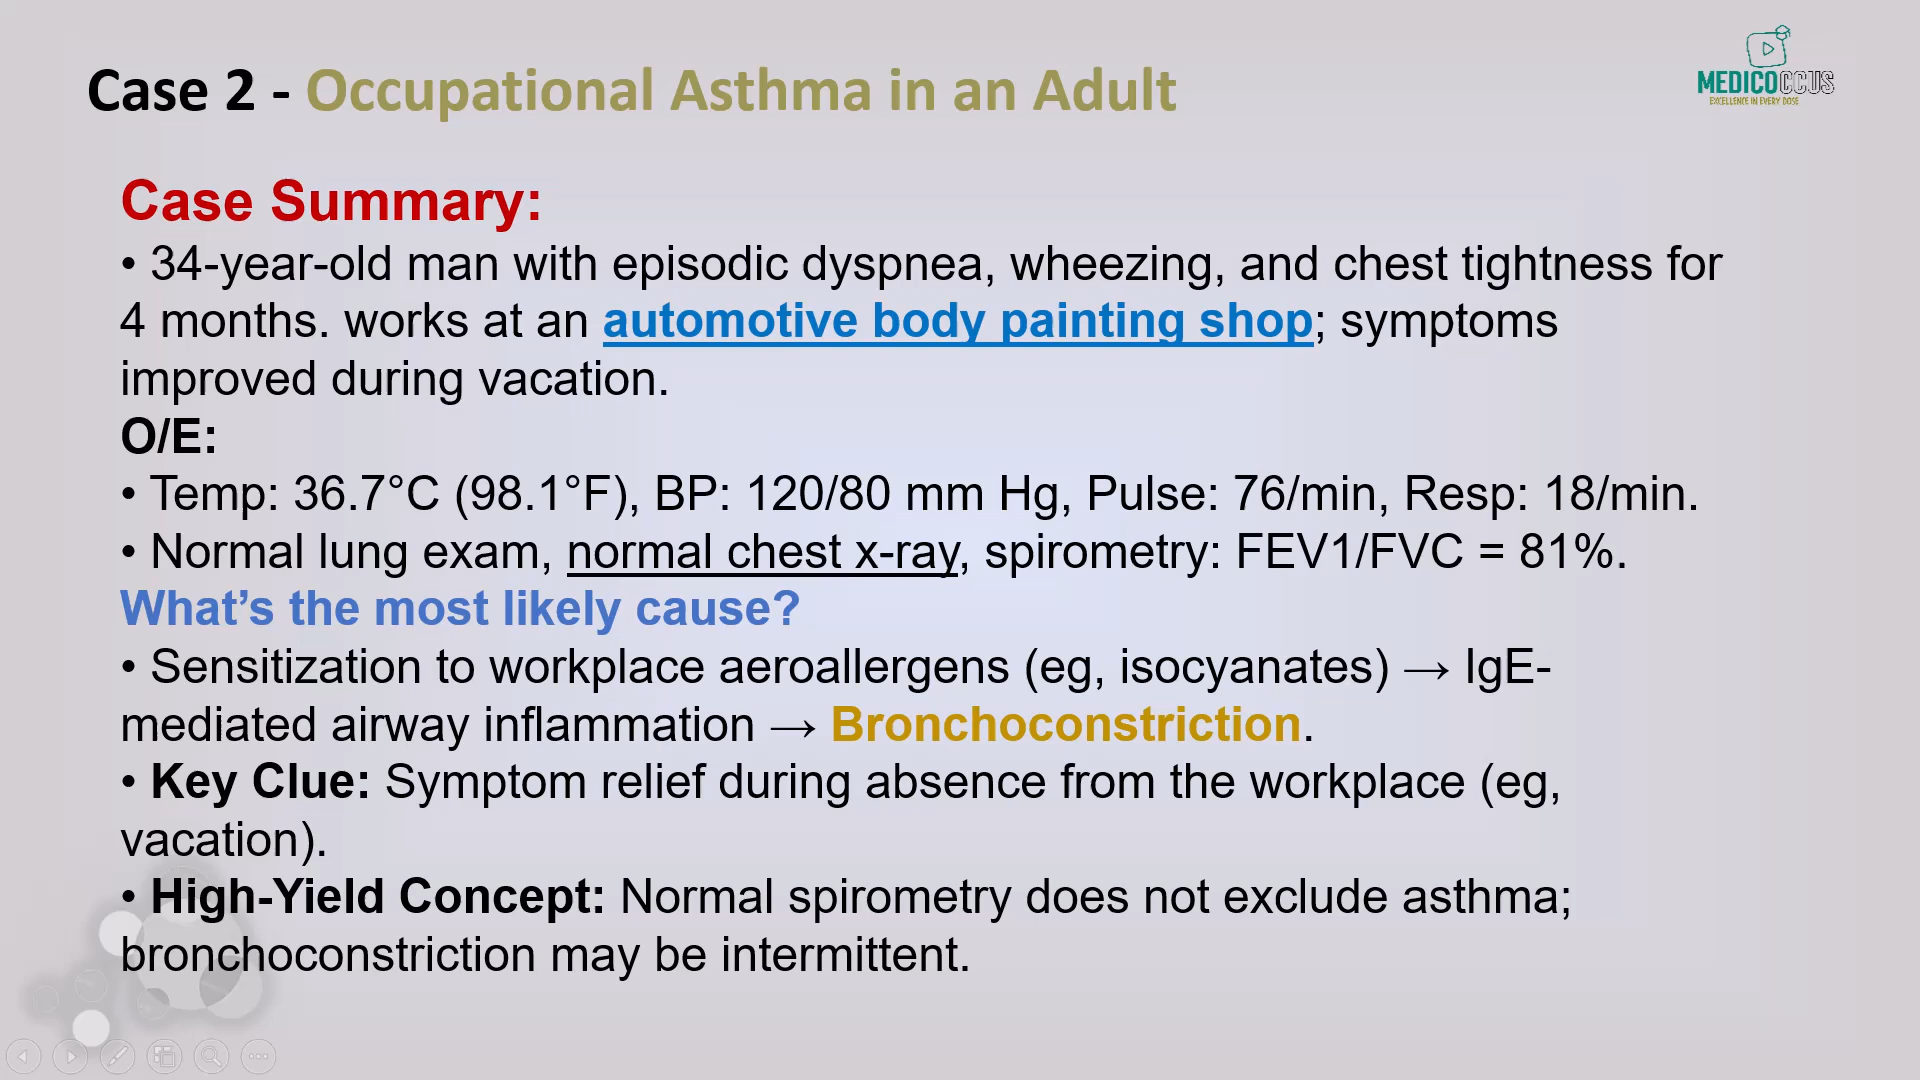 Case 2 - Occupational Asthma in an Adult
MEDICOCCUS
EXCELLENCE IN EVERY DOSE
Case Summary:
• 34-year-old man with episodic dyspnea, wheezing, and chest tightness for
4 months. works at an automotive body painting shop; symptoms
improved during vacation.
O/E:
• Temp: 36.7°C (98.1°F), BP: 120/80 mm Hg, Pulse: 76/min, Resp: 18/min.
• Normal lung exam, normal chest x-ray, spirometry: FEV1/FVC = 81%.
What’s the most likely cause?
• Sensitization to workplace aeroallergens (eg, isocyanates) → IgE-
mediated airway inflammation → Bronchoconstriction.
• Key Clue: Symptom relief during absence from the workplace (eg,
vacation).
• High-Yield Concept: Normal spirometry does not exclude asthma;
bronchoconstriction may be intermittent.